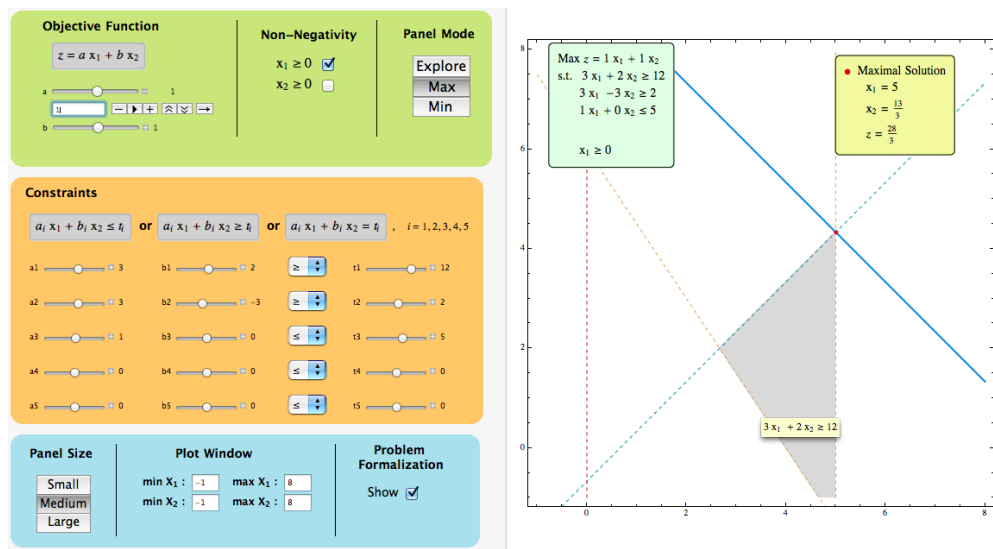 Objective Function
z = a x₁ + b x₂
a 1
1
b 1
Non-Negativity
x₁ ≥ 0
x₂ ≥ 0
Panel Mode
Explore
Max
Min
Constraints
aᵢ x₁ + bᵢ x₂ ≤ tᵢ or aᵢ x₁ + bᵢ x₂ ≥ tᵢ or aᵢ x₁ + bᵢ x₂ = tᵢ , i = 1, 2, 3, 4, 5
a1 3 b1 2 ≥ t1 12
a2 3 b2 -3 ≥ t2 2
a3 1 b3 0 ≤ t3 5
a4 0 b4 0 ≤ t4 0
a5 0 b5 0 ≤ t5 0
Panel Size
Small
Medium
Large
Plot Window
min X₁ : -1 max X₁ : 8
min X₂ : -1 max X₂ : 8
Problem
Formalization
Show
Max z = 1 x₁ + 1 x₂
s.t. 3 x₁ + 2 x₂ ≥ 12
3 x₁ -3 x₂ ≥ 2
1 x₁ + 0 x₂ ≤ 5
x₁ ≥ 0
Maximal Solution
x₁ = 5
x₂ = 13/3
z = 28/3
3 x₁ + 2 x₂ ≥ 12
8
6
4
2
0
0 2 4 6 8